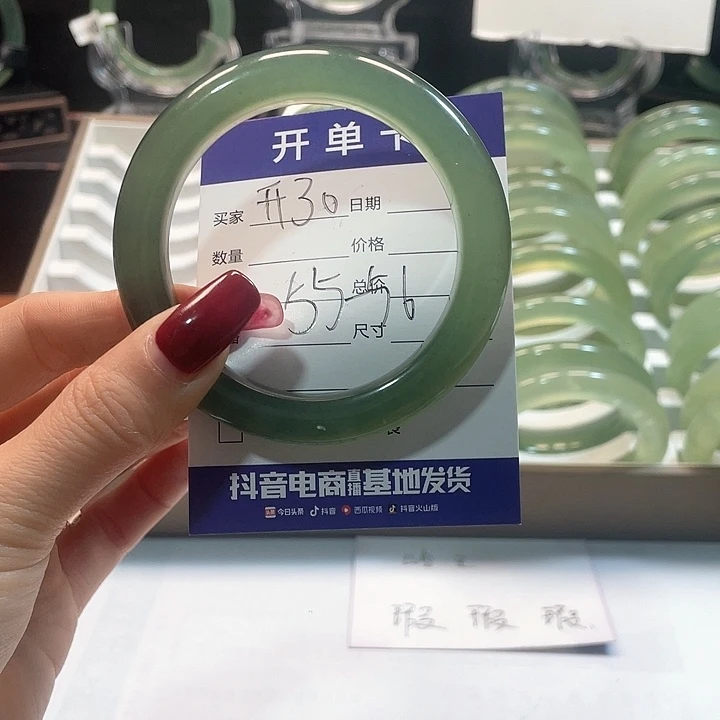 开单卡
买家 开30 日期
数量 价格
55-56 总价
尺寸
抖音电商直播基地发货
今日头条 抖音 西瓜视频 抖音火山版
瑕 瑕 瑕